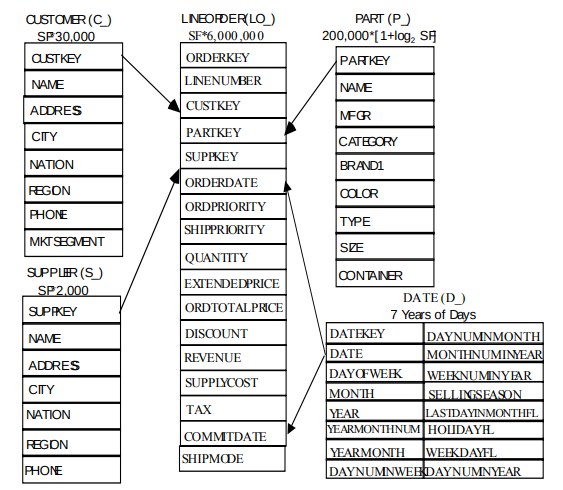 CUSTOMER (C_)
SF*30,000
CUSTKEY
NAME
ADDRESS
CITY
NATION
REGION
PHONE
MKTSEGMENT
SUPPLIER (S_)
SF*2,000
SUPPKEY
NAME
ADDRESS
CITY
NATION
REGION
PHONE
LINEORDER (LO_)
SF*6,000,000
ORDERKEY
LINENUMBER
CUSTKEY
PARTKEY
SUPPKEY
ORDERDATE
ORDPRIORITY
SHIPPRIORITY
QUANTITY
EXTENDEDPRICE
ORDTOTALPRICE
DISCOUNT
REVENUE
SUPPLYCOST
TAX
COMMITDATE
SHIPMODE
PART (P_)
200,000*[1+log₂ SF]
PARTKEY
NAME
MFGR
CATEGORY
BRAND1
COLOR
TYPE
SIZE
CONTAINER
DATE (D_)
7 Years of Days
DATEKEY
DATE
DAYOFWEEK
MONTH
YEAR
YEARMONTHNUM
YEARMONTH
DAYNUMINWEEK
DAYNUMINMONTH
MONTHNUMINYEAR
WEEKNUMINYEAR
SELLINGSEASON
LASTDAYINMONTHFL
HOLIDAYFL
WEEKDAYFL
DAYNUMINYEAR